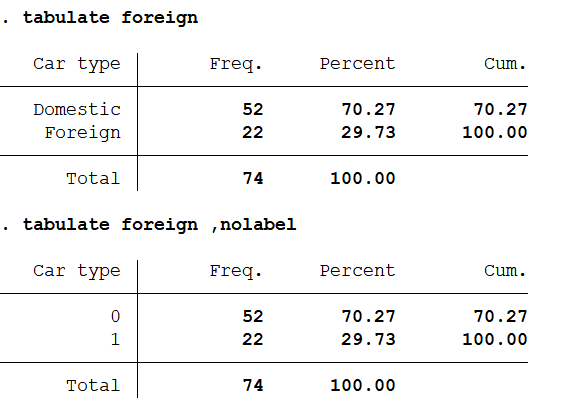 . tabulate foreign
Car type Freq. Percent Cum.
Domestic 52 70.27 70.27
Foreign 22 29.73 100.00
Total 74 100.00
. tabulate foreign ,nolabel
Car type Freq. Percent Cum.
0 52 70.27 70.27
1 22 29.73 100.00
Total 74 100.00